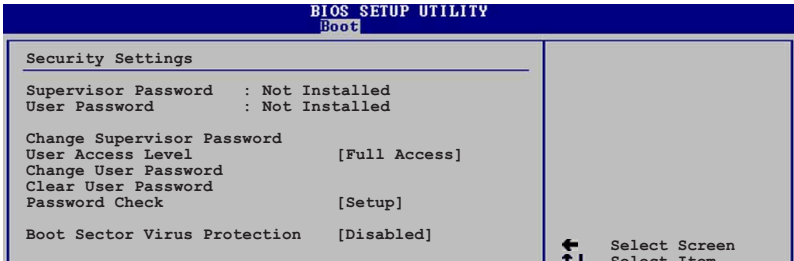 BIOS SETUP UTILITY
Boot
Security Settings
Supervisor Password : Not Installed
User Password : Not Installed
Change Supervisor Password
User Access Level [Full Access]
Change User Password
Clear User Password
Password Check [Setup]
Boot Sector Virus Protection [Disabled]
← Select Screen
↑↓ Select Item